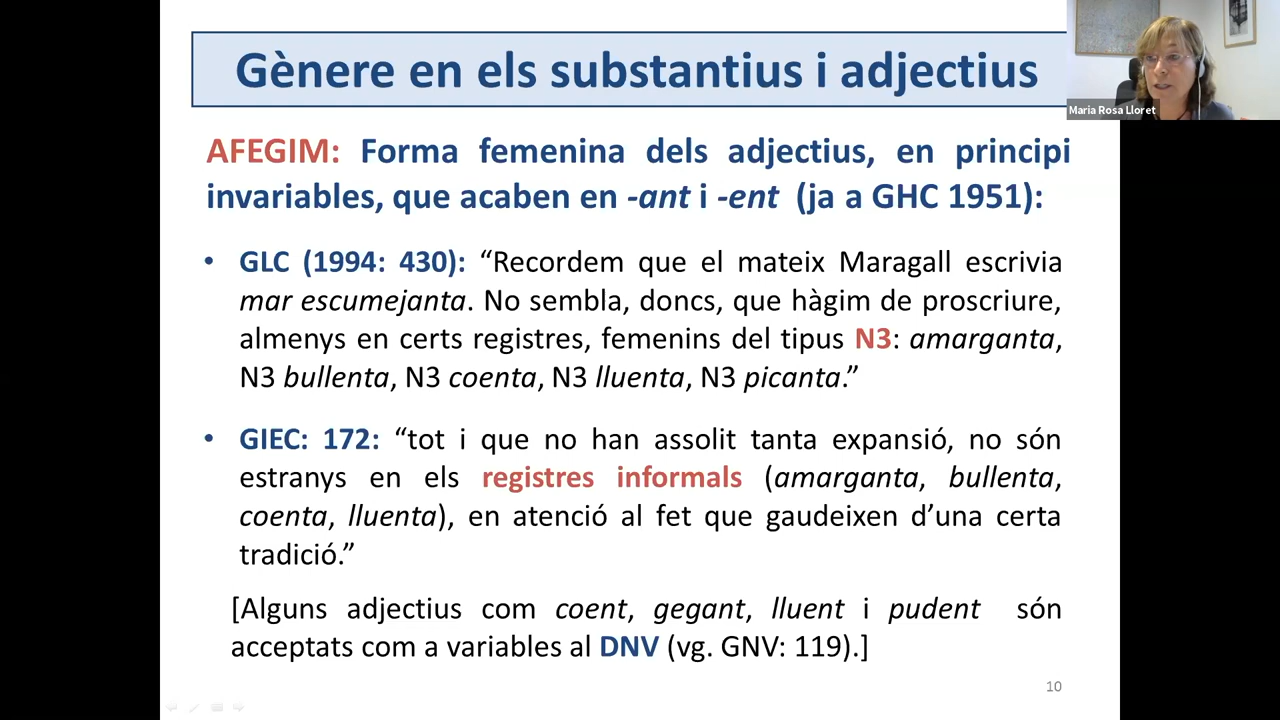 Gènere en els substantius i adjectius
Maria Rosa Lloret
AFEGIM: Forma femenina dels adjectius, en principi
invariables, que acaben en -ant i -ent (ja a GHC 1951):
• GLC (1994: 430): “Recordem que el mateix Maragall escrivia
mar escumejanta. No sembla, doncs, que hàgim de proscriure,
almenys en certs registres, femenins del tipus N3: amarganta,
N3 bullenta, N3 coenta, N3 lluenta, N3 picanta.”
• GIEC: 172: “tot i que no han assolit tanta expansió, no són
estranys en els registres informals (amarganta, bullenta,
coenta, lluenta), en atenció al fet que gaudeixen d’una certa
tradició.”
[Alguns adjectius com coent, gegant, lluent i pudent són
acceptats com a variables al DNV (vg. GNV: 119).]
10